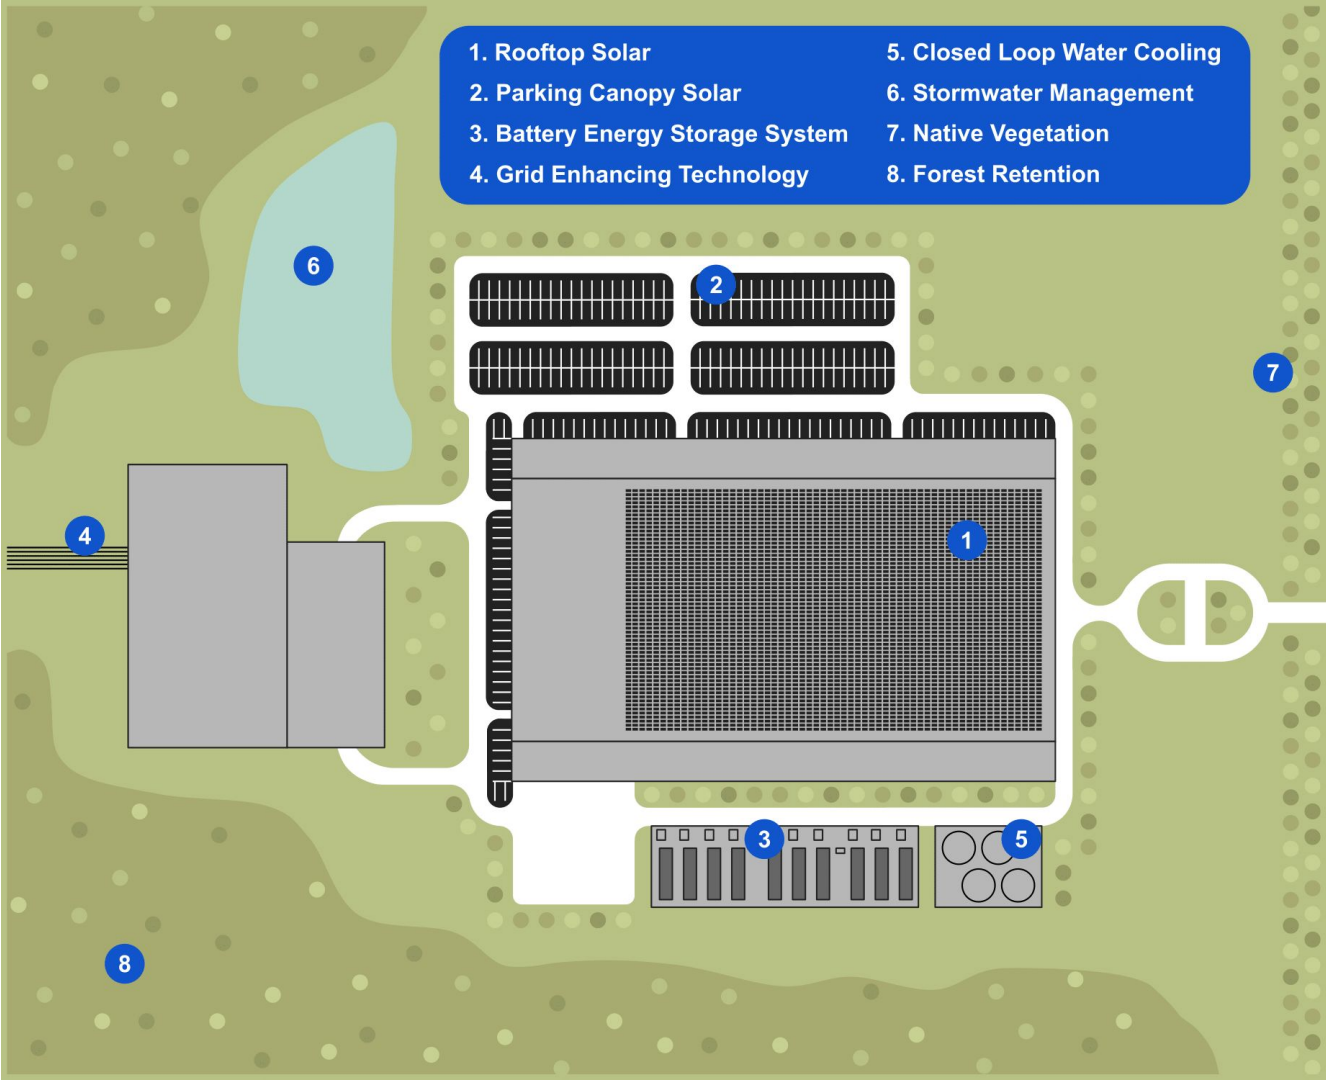 1. Rooftop Solar
2. Parking Canopy Solar
3. Battery Energy Storage System
4. Grid Enhancing Technology
5. Closed Loop Water Cooling
6. Stormwater Management
7. Native Vegetation
8. Forest Retention
6
2
7
4
1
3
5
8